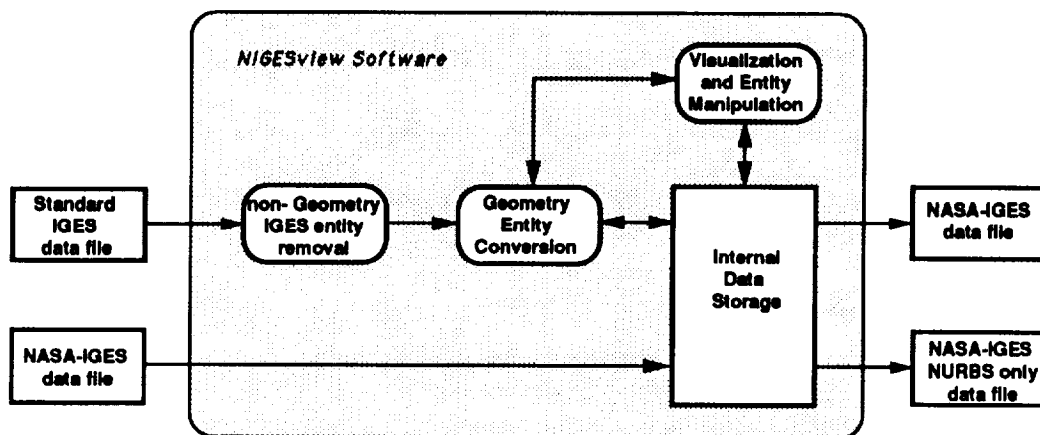 NIGESview Software
Visualization
and Entity
Manipulation
Standard
IGES
data file
non- Geometry
IGES entity
removal
Geometry
Entity
Conversion
Internal
Data
Storage
NASA-IGES
data file
NASA-IGES
data file
NASA-IGES
NURBS only
data file